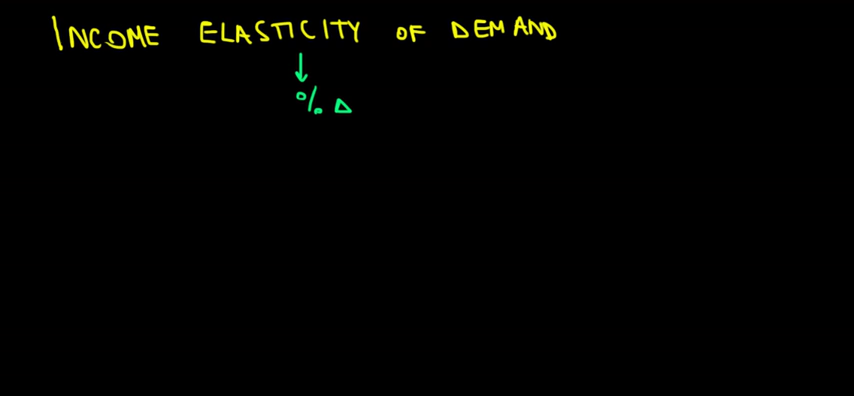 INCOME ELASTICITY OF DEMAND
↓
% Δ